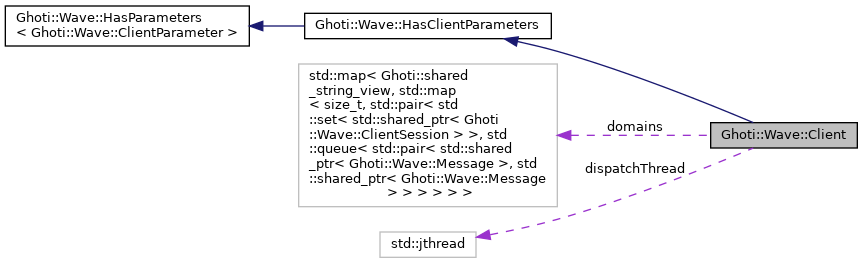 Ghoti::Wave::HasParameters
< Ghoti::Wave::ClientParameter >
Ghoti::Wave::HasClientParameters
std::map< Ghoti::shared
_string_view, std::map
< size_t, std::pair< std
::set< std::shared_ptr< Ghoti
::Wave::ClientSession > >, std
::queue< std::pair< std::shared
_ptr< Ghoti::Wave::Message >, std
::shared_ptr< Ghoti::Wave::Message
> > > > > >
domains
Ghoti::Wave::Client
dispatchThread
std::jthread